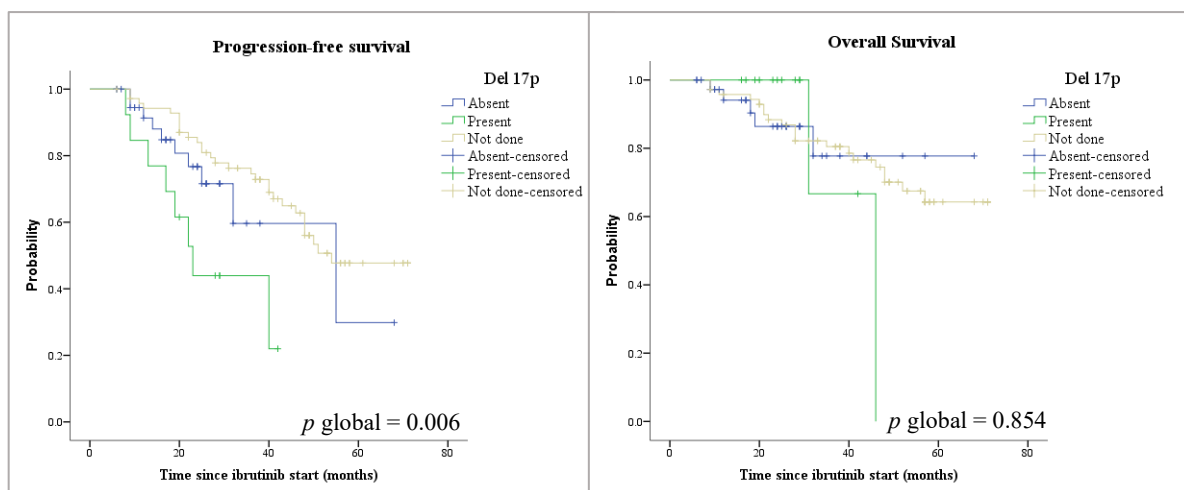 Progression-free survival
Del 17p
Absent
Present
Not done
Absent-censored
Present-censored
Not done-censored
1.0
0.8
0.6
0.4
0.2
0.0
Probability
0
20
40
60
80
Time since ibrutinib start (months)
p global = 0.006
Overall Survival
Del 17p
Absent
Present
Not done
Absent-censored
Present-censored
Not done-censored
1.0
0.8
0.6
0.4
0.2
0.0
Probability
0
20
40
60
80
Time since ibrutinib start (months)
p global = 0.854